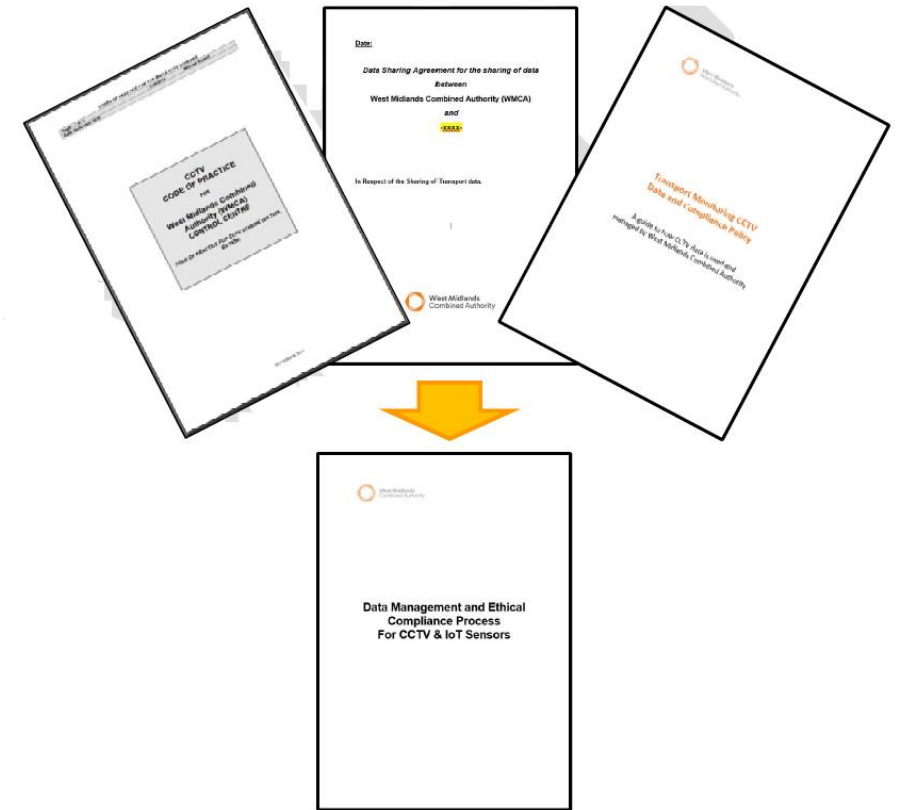 CCTV
CODE OF PRACTICE
FOR
West Midlands Combined
Authority (WMCA)
CONTROL CENTRE
Date:
Data Sharing Agreement for the sharing of data
between
West Midlands Combined Authority (WMCA)
and
-xxxx-
In Respect of the Sharing of Transport data.
West Midlands
Combined Authority
West Midlands
Combined Authority
Transport Monitoring CCTV
Data and Compliance Policy
A guide to how CCTV data is used and
managed by West Midlands Combined Authority
West Midlands
Combined Authority
Data Management and Ethical
Compliance Process
For CCTV & IoT Sensors